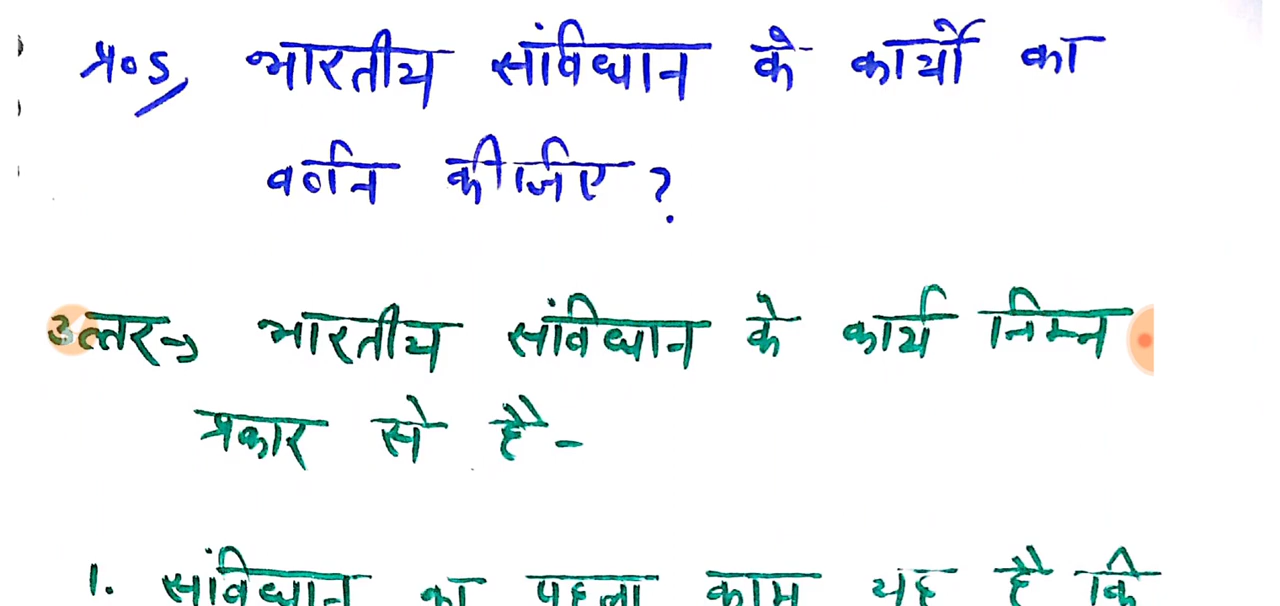 प्र०5, भारतीय संविधान के कार्यो का
वर्णन कीजिए?
उत्तर→ भारतीय संविधान के कार्य निम्न
प्रकार से है-
1. संविधान का पहला काम यह है कि